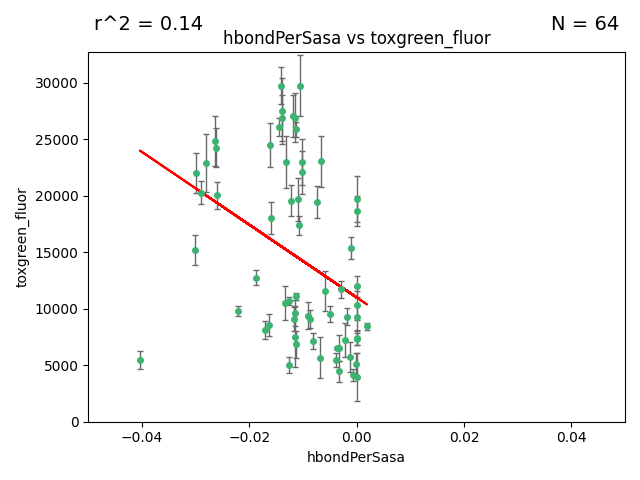 r^2 = 0.14
N = 64
hbondPerSasa vs toxgreen_fluor
30000
25000
20000
15000
10000
5000
0
toxgreen_fluor
−0.04
−0.02
0.00
0.02
0.04
hbondPerSasa